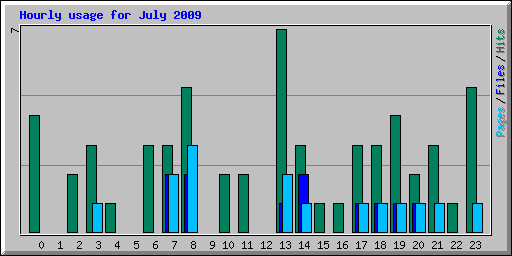 Hourly usage for July 2009
7
Pages / Files / Hits
0 1 2 3 4 5 6 7 8 9 10 11 12 13 14 15 16 17 18 19 20 21 22 23